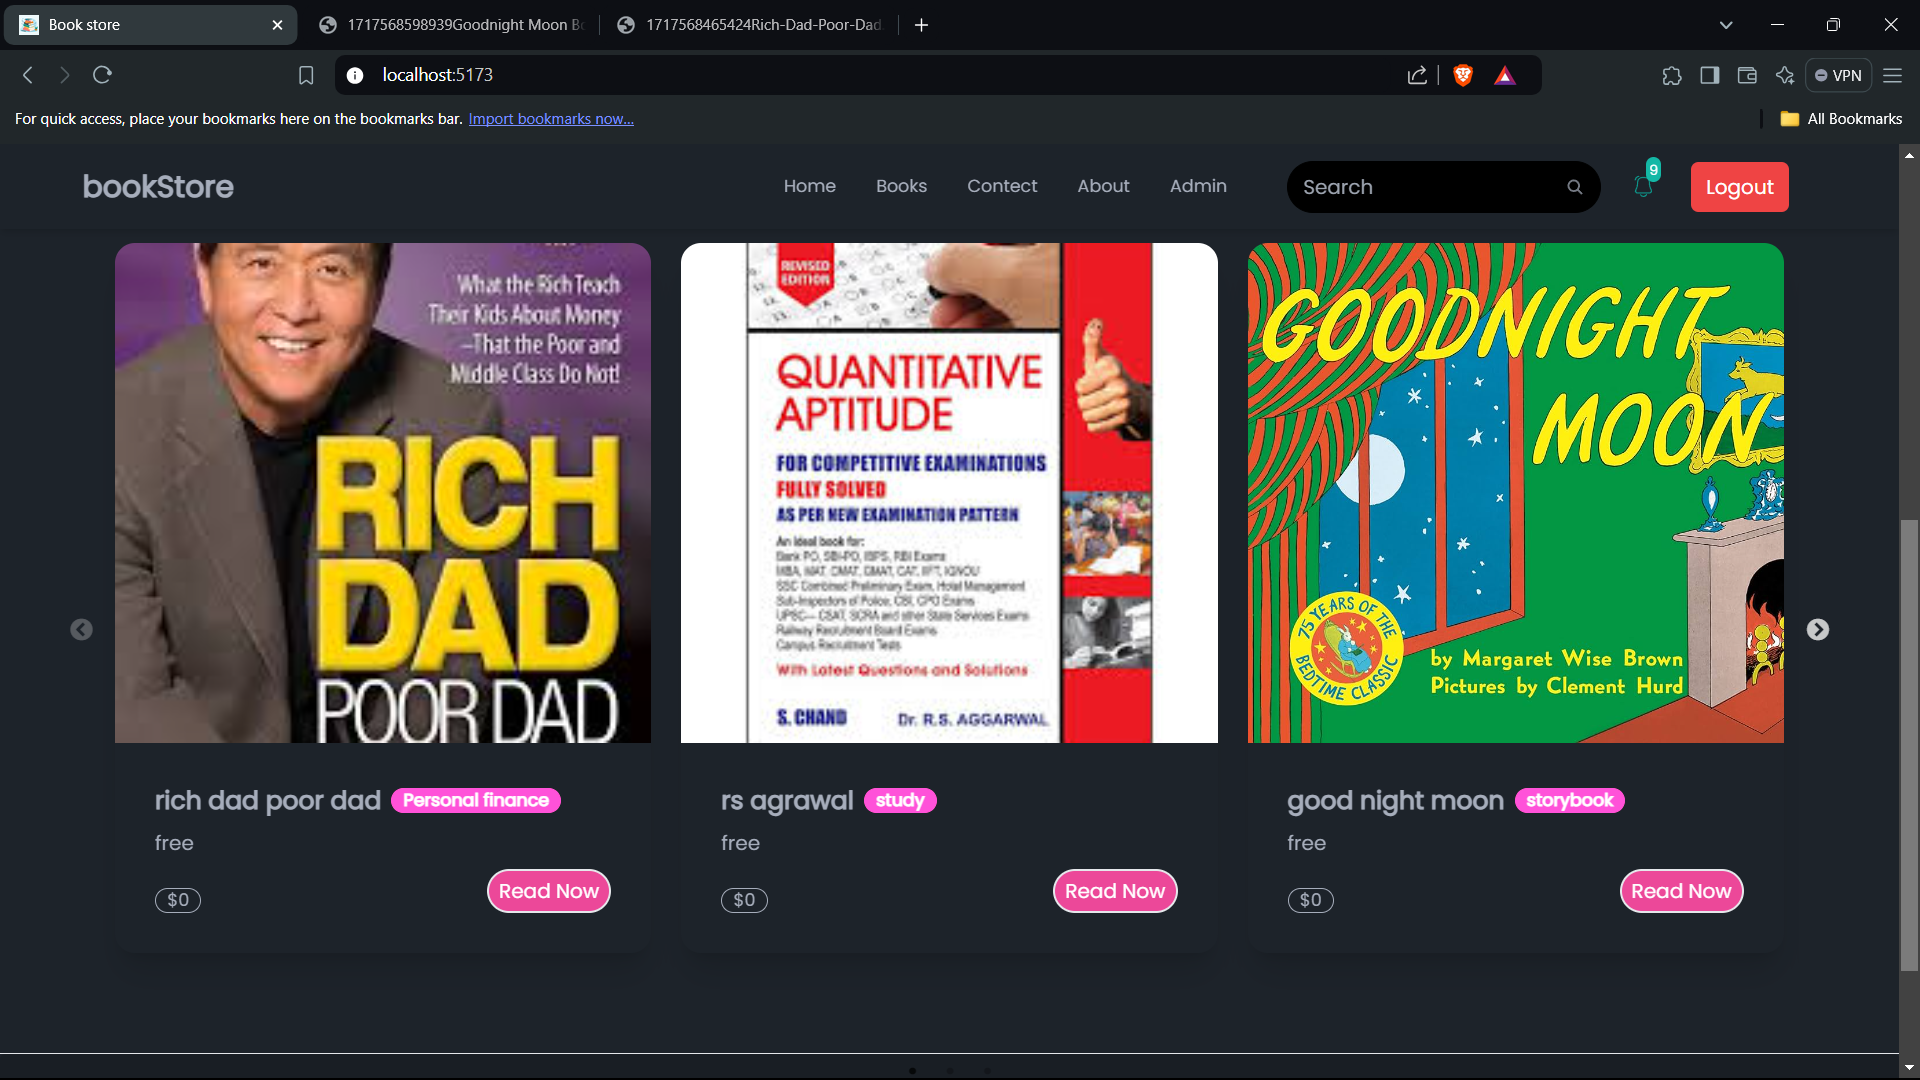 Book store
1717568598939Goodnight Moon Bo
1717568465424Rich-Dad-Poor-Dad.
localhost:5173
VPN
For quick access, place your bookmarks here on the bookmarks bar. Import bookmarks now...
All Bookmarks
bookStore
Home
Books
Contect
About
Admin
Search
9
Logout
What the Rich Teach
Their Kids About Money
–That the Poor and
Middle Class Do Not!
RICH
DAD
POOR DAD
REVISED
EDITION
QUANTITATIVE
APTITUDE
FOR COMPETITIVE EXAMINATIONS
FULLY SOLVED
AS PER NEW EXAMINATION PATTERN
An ideal book for:
Bank PO, SBI-PO, IBPS, RBI Exams
MBA, MAT, CMAT, GMAT, CAT, IIFT, IGNOU
SSC Combined Preliminary Exam, Hotel Management
Sub-Inspectors of Police, CBI, CPO Exams
UPSC— CSAT, SCRA and other State Services Exams
Railway Recruitment Board Exams
Campus Recruitment Tests
With Latest Questions and Solutions
S. CHAND
Dr. R.S. AGGARWAL
GOODNIGHT
MOON
75 YEARS OF THE
BEDTIME CLASSIC
by Margaret Wise Brown
Pictures by Clement Hurd
rich dad poor dad
Personal finance
free
$0
Read Now
rs agrawal
study
free
$0
Read Now
good night moon
storybook
free
$0
Read Now